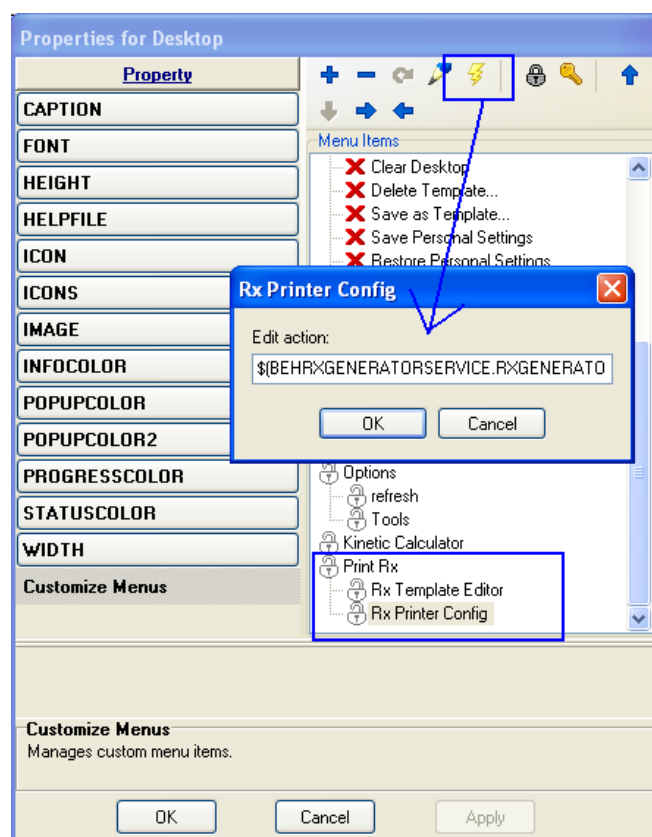 Properties for Desktop
Property
CAPTION
FONT
HEIGHT
HELPFILE
ICON
ICONS
IMAGE
INFOCOLOR
POPUPCOLOR
POPUPCOLOR2
PROGRESSCOLOR
STATUSCOLOR
WIDTH
Customize Menus
Menu Items
Clear Desktop
Delete Template...
Save as Template...
Save Personal Settings
Restore Personal Settings
Rx Printer Config
Edit action:
$(BEHRXGENERATORSERVICE.RXGENERATO
OK Cancel
Options
refresh
Tools
Kinetic Calculator
Print Rx
Rx Template Editor
Rx Printer Config
Customize Menus
Manages custom menu items.
OK Cancel Apply